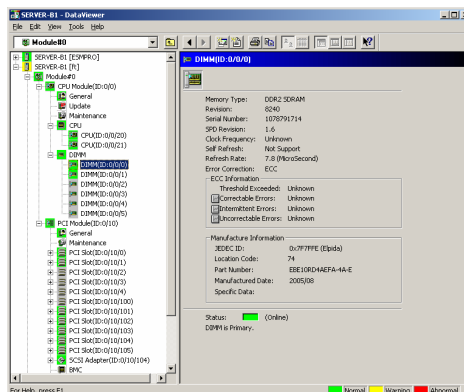 SERVER-B1 - DataViewer
File Edit View Tools Help
Module#0
SERVER-B1 [ESMPRO]
SERVER-B1 [ft]
Module#0
CPU Module(ID:0/0)
General
Update
Maintenance
CPU
CPU(ID:0/0/20)
CPU(ID:0/0/21)
DIMM
DIMM(ID:0/0/0)
DIMM(ID:0/0/1)
DIMM(ID:0/0/2)
DIMM(ID:0/0/3)
DIMM(ID:0/0/4)
DIMM(ID:0/0/5)
PCI Module(ID:0/10)
General
Maintenance
PCI Slot(ID:0/10/0)
PCI Slot(ID:0/10/1)
PCI Slot(ID:0/10/2)
PCI Slot(ID:0/10/3)
PCI Slot(ID:0/10/4)
PCI Slot(ID:0/10/100)
PCI Slot(ID:0/10/101)
PCI Slot(ID:0/10/102)
PCI Slot(ID:0/10/103)
PCI Slot(ID:0/10/104)
PCI Slot(ID:0/10/105)
SCSI Adapter(ID:0/10/104)
BMC
DIMM(ID:0/0/0)
Memory Type: DDR2 SDRAM
Revision: 8240
Serial Number: 1078791714
SPD Revision: 1.6
Clock Frequency: Unknown
Self Refresh: Not Support
Refresh Rate: 7.8 (MicroSecond)
Error Correction: ECC
ECC Information
Threshold Exceeded: Unknown
Correctable Errors: Unknown
Intermittent Errors: Unknown
Uncorrectable Errors: Unknown
Manufacture Information
JEDEC ID: 0x7F7FFE (Elpida)
Location Code: 74
Part Number: EBE10RD4AEFA-4A-E
Manufactured Date: 2005/08
Specific Data:
Status: (Online)
DIMM is Primary.
For Help, press F1
Normal Warning Abnormal